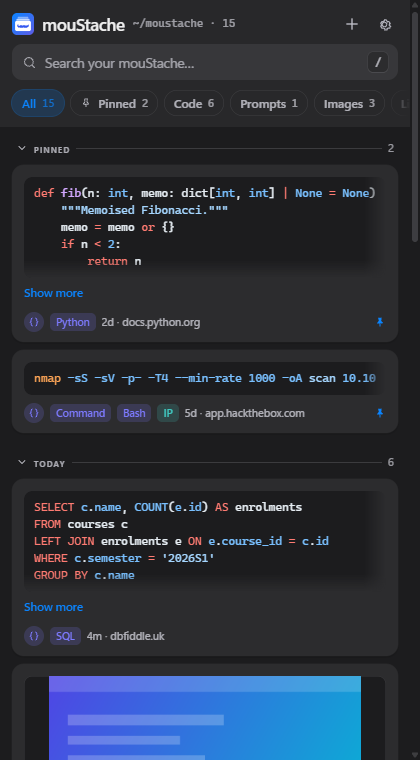 mouStache ~/moustache · 15
Search your mouStache… /
All 15 Pinned 2 Code 6 Prompts 1 Images 3
PINNED 2
def fib(n: int, memo: dict[int, int] | None = None)
"""Memoised Fibonacci."""
memo = memo or {}
if n < 2:
return n
Show more
{} Python 2d · docs.python.org
nmap -sS -sV -p- -T4 --min-rate 1000 -oA scan 10.10
{} Command Bash IP 5d · app.hackthebox.com
TODAY 6
SELECT c.name, COUNT(e.id) AS enrolments
FROM courses c
LEFT JOIN enrolments e ON e.course_id = c.id
WHERE c.semester = '2026S1'
GROUP BY c.name
Show more
{} SQL 4m · dbfiddle.uk